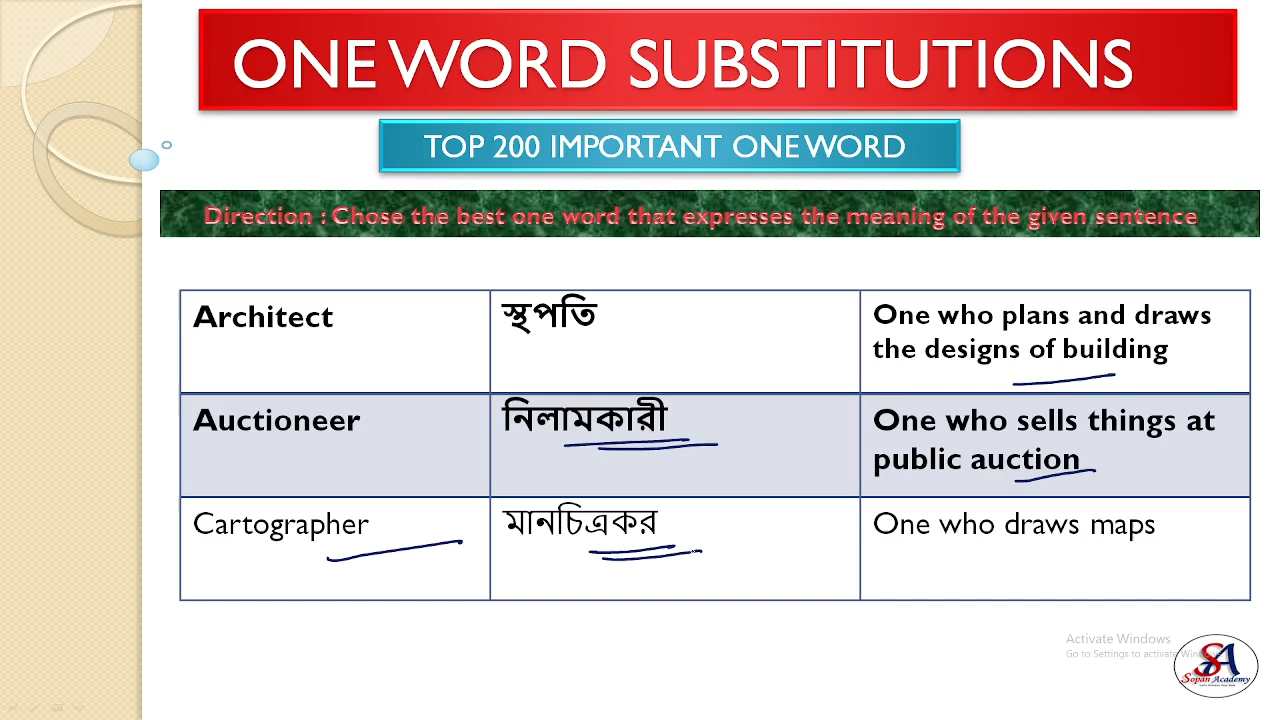 ONE WORD SUBSTITUTIONS
TOP 200 IMPORTANT ONE WORD
Direction : Chose the best one word that expresses the meaning of the given sentence
Architect
স্থপতি
One who plans and draws
the designs of building
Auctioneer
নিলামকারী
One who sells things at
public auction
Cartographer
মানচিত্রকর
One who draws maps
Activate Windows
Go to Settings to activate
SA
Sopan Academy